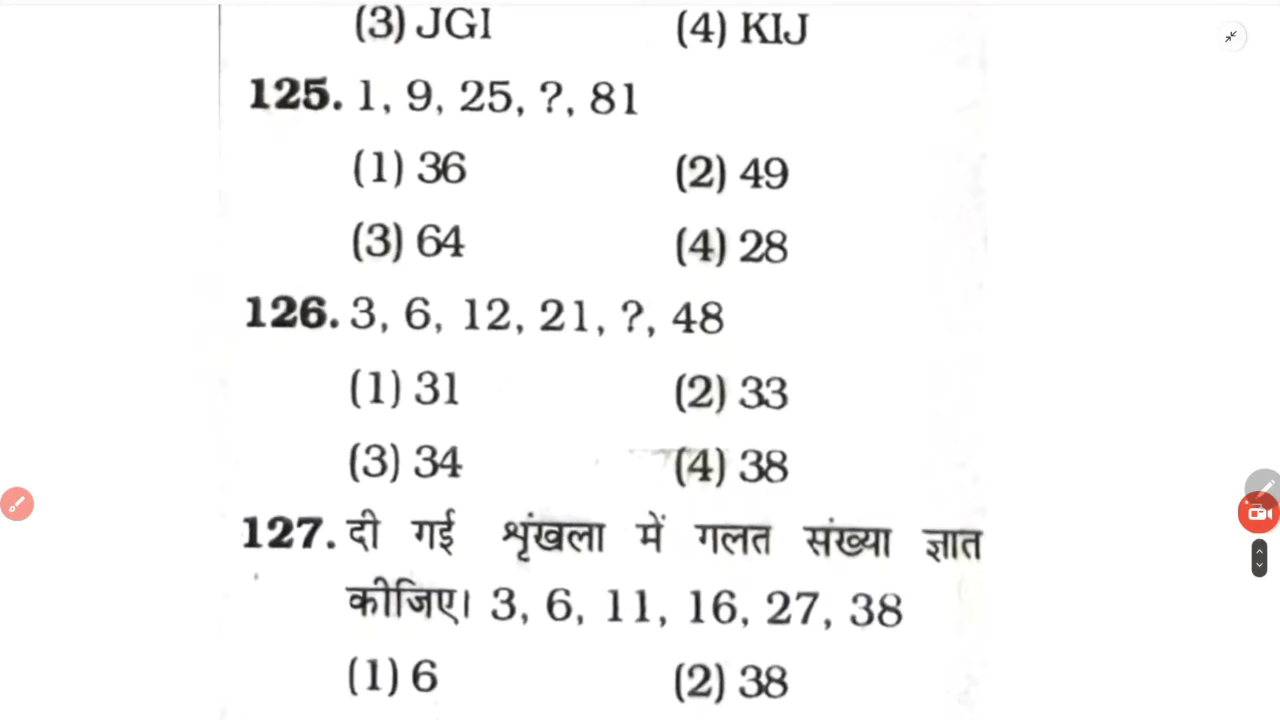 (3) JGI (4) KIJ
125. 1, 9, 25, ?, 81
(1) 36 (2) 49
(3) 64 (4) 28
126. 3, 6, 12, 21, ?, 48
(1) 31 (2) 33
(3) 34 (4) 38
127. दी गई शृंखला में गलत संख्या ज्ञात
कीजिए। 3, 6, 11, 16, 27, 38
(1) 6 (2) 38